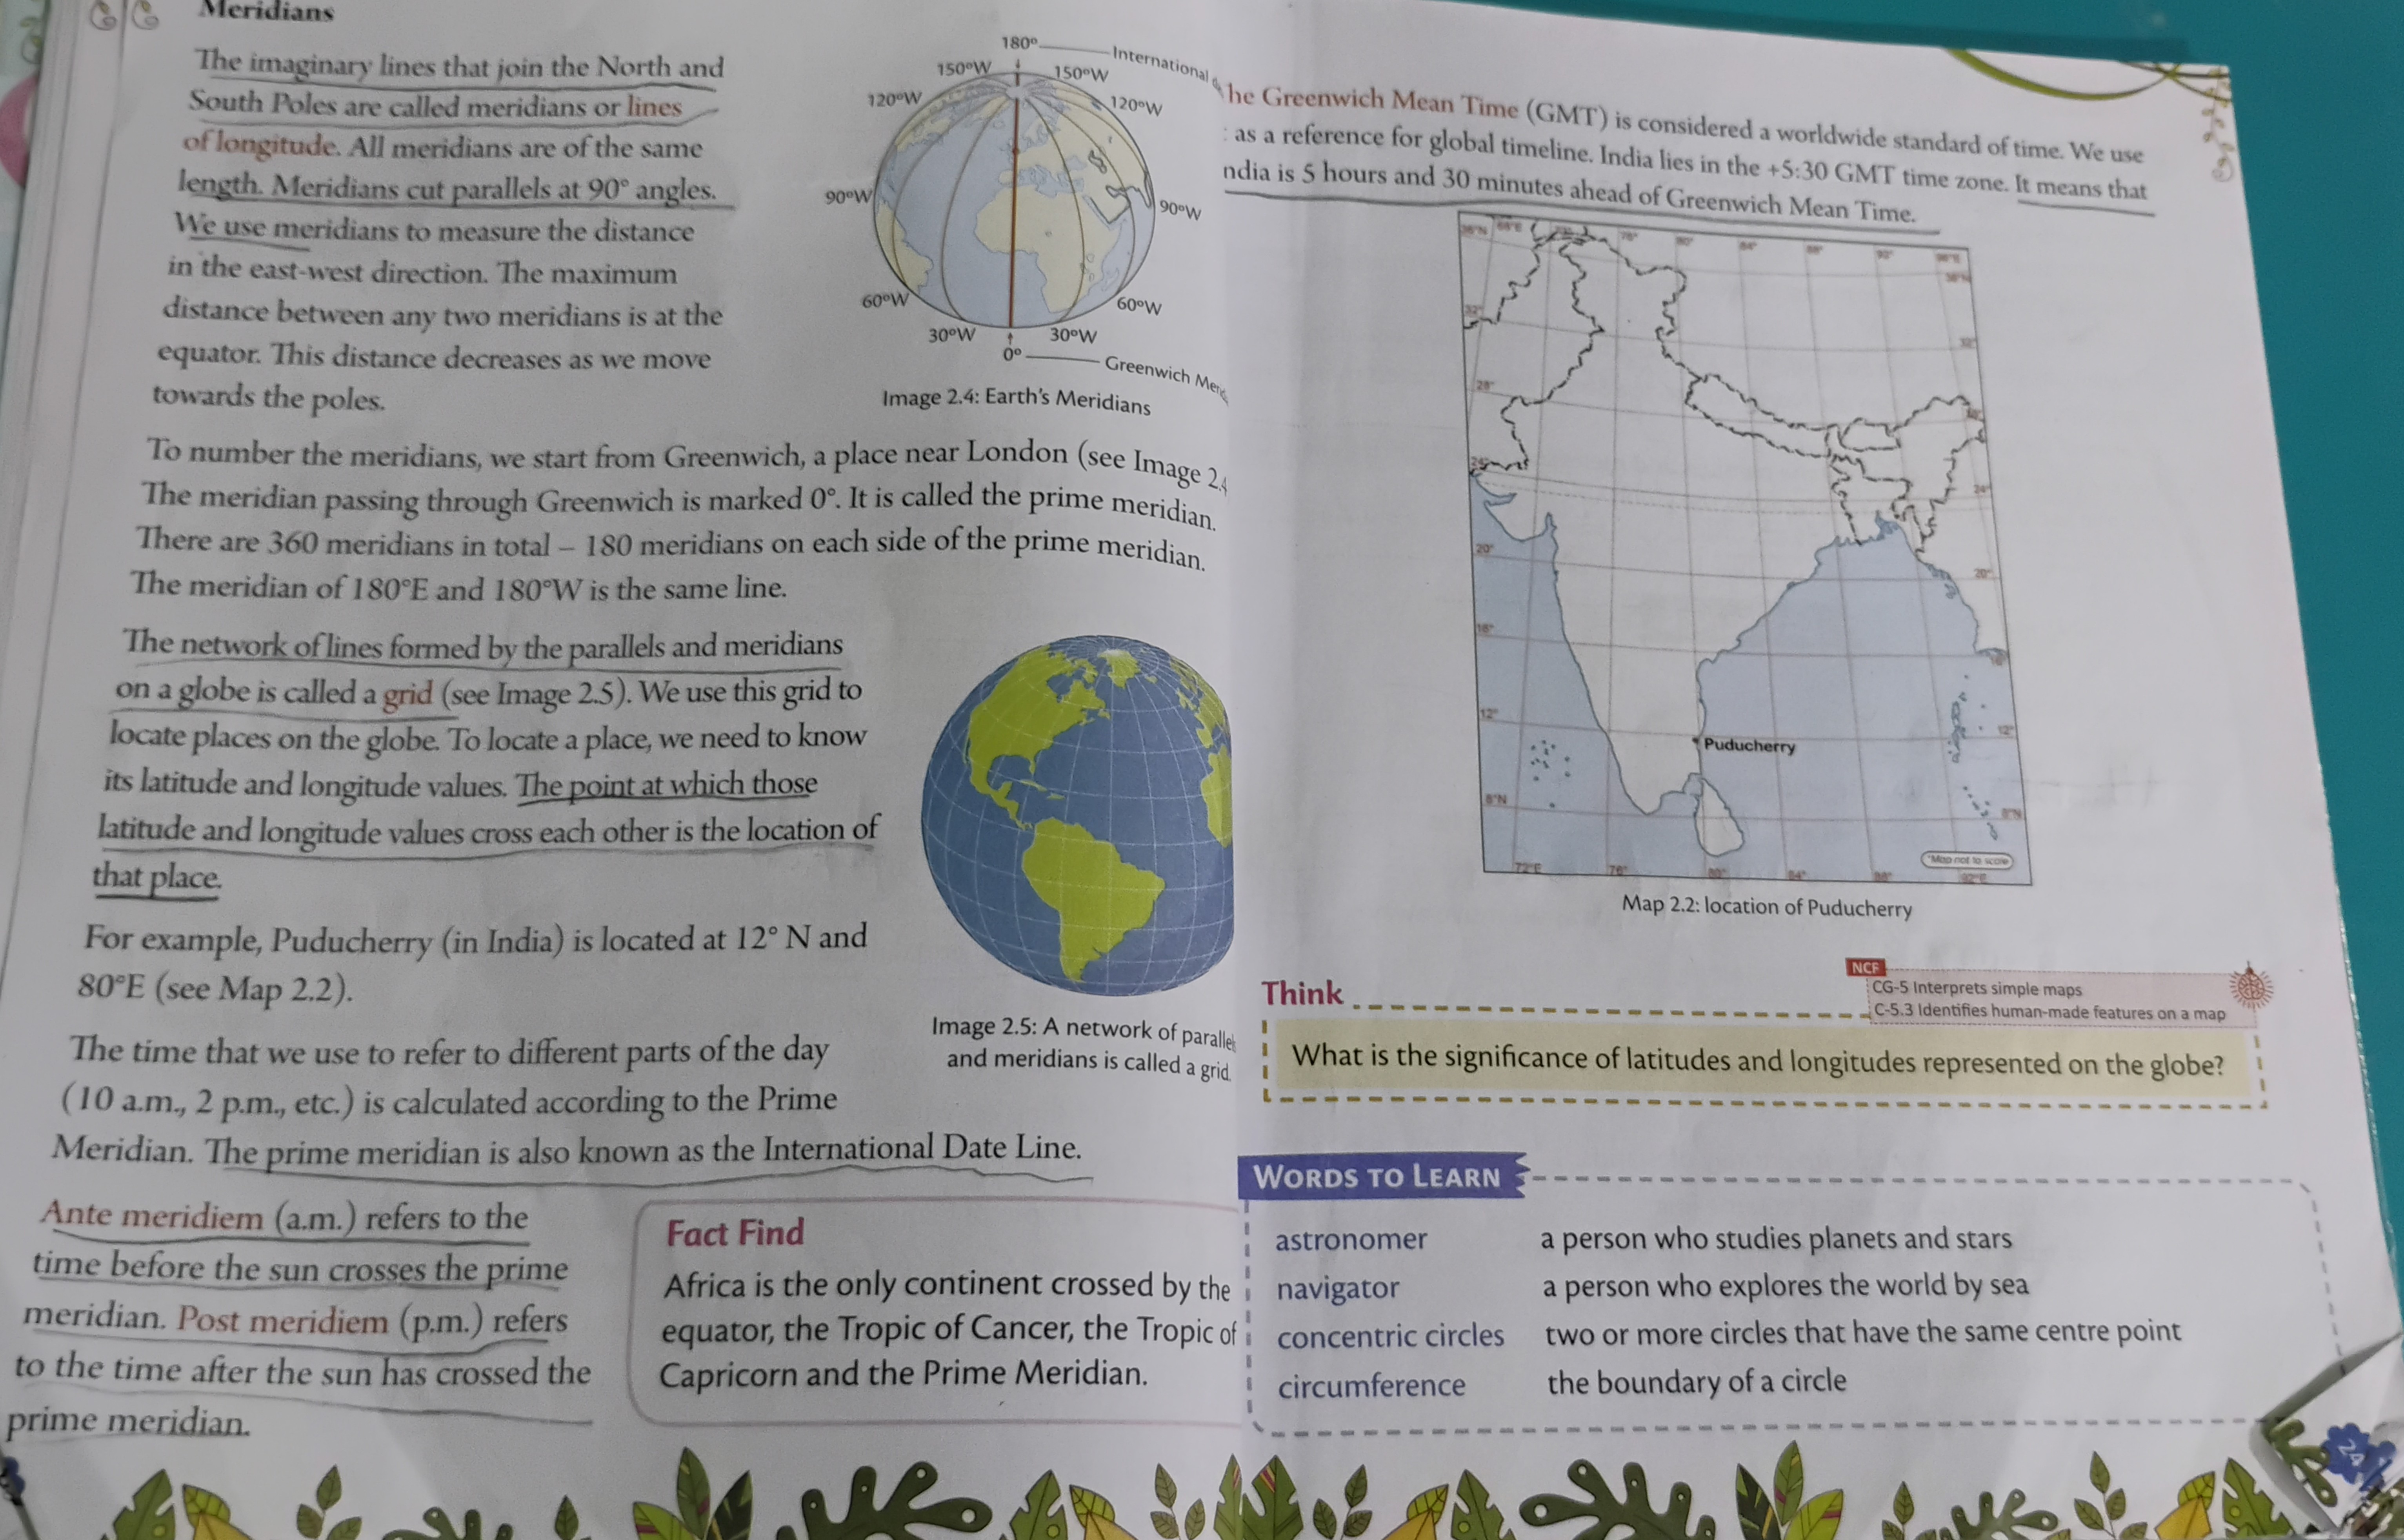 Meridians
The imaginary lines that join the North and
South Poles are called meridians or lines
of longitude. All meridians are of the same
length. Meridians cut parallels at 90° angles.
We use meridians to measure the distance
in the east-west direction. The maximum
distance between any two meridians is at the
equator. This distance decreases as we move
towards the poles.
180°
International
150°W
150°W
120°W
120°W
90°W
90°W
60°W
60°W
30°W
30°W
0°
Greenwich Mer
Image 2.4: Earth's Meridians
To number the meridians, we start from Greenwich, a place near London (see Image 2.4
The meridian passing through Greenwich is marked 0°. It is called the prime meridian.
There are 360 meridians in total – 180 meridians on each side of the prime meridian.
The meridian of 180°E and 180°W is the same line.
The network of lines formed by the parallels and meridians
on a globe is called a grid (see Image 2.5). We use this grid to
locate places on the globe. To locate a place, we need to know
its latitude and longitude values. The point at which those
latitude and longitude values cross each other is the location of
that place.
For example, Puducherry (in India) is located at 12° N and
80°E (see Map 2.2).
Image 2.5: A network of parallel
and meridians is called a grid.
The time that we use to refer to different parts of the day
(10 a.m., 2 p.m., etc.) is calculated according to the Prime
Meridian. The prime meridian is also known as the International Date Line.
Ante meridiem (a.m.) refers to the
time before the sun crosses the prime
meridian. Post meridiem (p.m.) refers
to the time after the sun has crossed the
prime meridian.
Fact Find
Africa is the only continent crossed by the
equator, the Tropic of Cancer, the Tropic of
Capricorn and the Prime Meridian.
he Greenwich Mean Time (GMT) is considered a worldwide standard of time. We use
as a reference for global timeline. India lies in the +5:30 GMT time zone. It means that
ndia is 5 hours and 30 minutes ahead of Greenwich Mean Time.
36°N
76°
80°
84°
88°
92°
32°
32°
28°
24°
24°
20°
20°
16°
12°
12°
Puducherry
8°N
8°N
*Map not to scale
72°E
76°
80°
84°
88°
92°E
Map 2.2: location of Puducherry
NCF
CG-5 Interprets simple maps
C-5.3 Identifies human-made features on a map
Think
What is the significance of latitudes and longitudes represented on the globe?
WORDS TO LEARN
astronomer a person who studies planets and stars
navigator a person who explores the world by sea
concentric circles two or more circles that have the same centre point
circumference the boundary of a circle
24